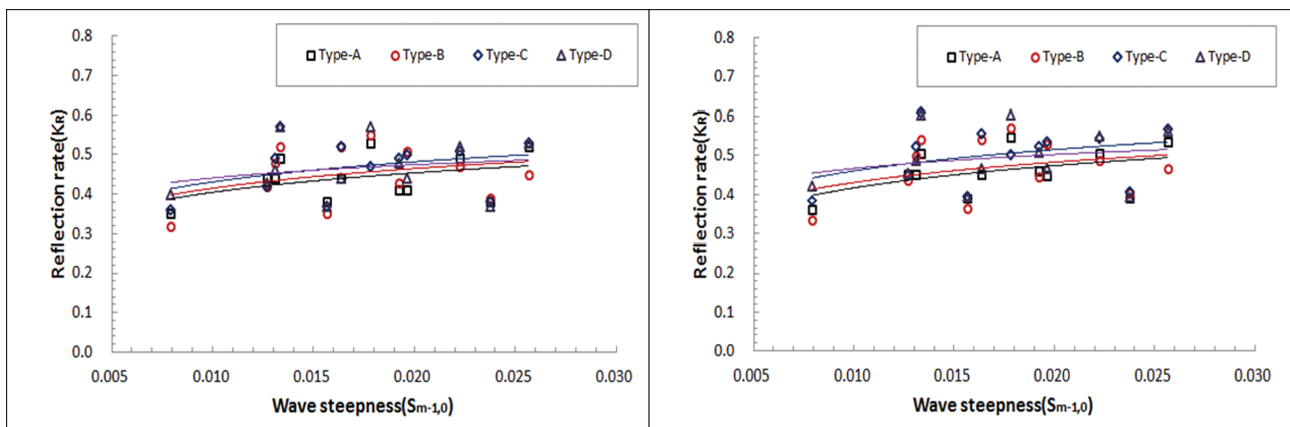 Type-A Type-B Type-C Type-D
0.8
0.7
0.6
0.5
0.4
0.3
0.2
0.1
0.0
Reflection rate(KR)
0.005 0.010 0.015 0.020 0.025 0.030
Wave steepness(Sm-1,0)
Type-A Type-B Type-C Type-D
0.8
0.7
0.6
0.5
0.4
0.3
0.2
0.1
0.0
Reflection rate(KR)
0.005 0.010 0.015 0.020 0.025 0.030
Wave steepness(Sm-1,0)